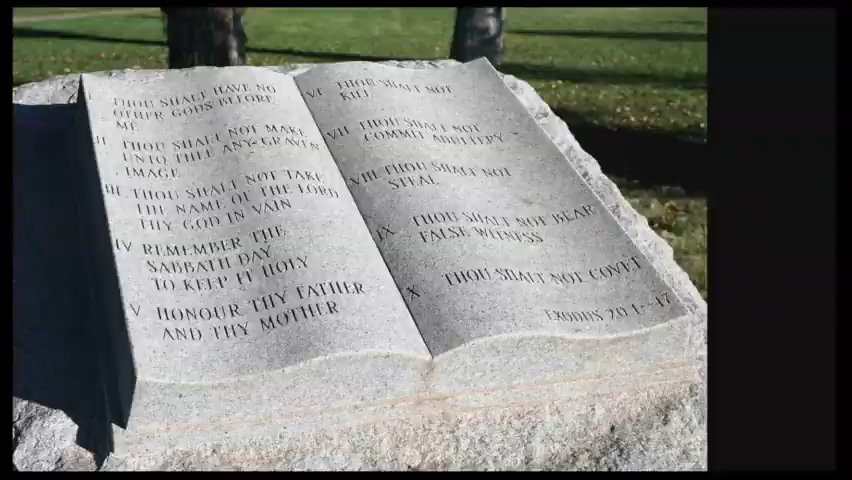 THOU SHALT HAVE NO
OTHER GODS BEFORE
ME
II THOU SHALT NOT MAKE
UNTO THEE ANY GRAVEN
IMAGE
III THOU SHALT NOT TAKE
THE NAME OF THE LORD
THY GOD IN VAIN
IV REMEMBER THE
SABBATH DAY
TO KEEP IT HOLY
V HONOUR THY FATHER
AND THY MOTHER
VI THOU SHALT NOT
KILL
VII THOU SHALT NOT
COMMIT ADULTERY
VIII THOU SHALT NOT
STEAL
IX THOU SHALT NOT BEAR
FALSE WITNESS
X THOU SHALT NOT COVET
EXODUS 20 1-17